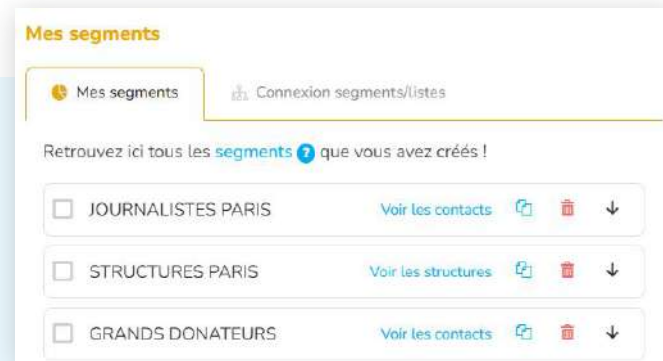 Mes segments
Mes segments Connexion segments/listes
Retrouvez ici tous les segments ? que vous avez créés !
JOURNALISTES PARIS Voir les contacts
STRUCTURES PARIS Voir les structures
GRANDS DONATEURS Voir les contacts